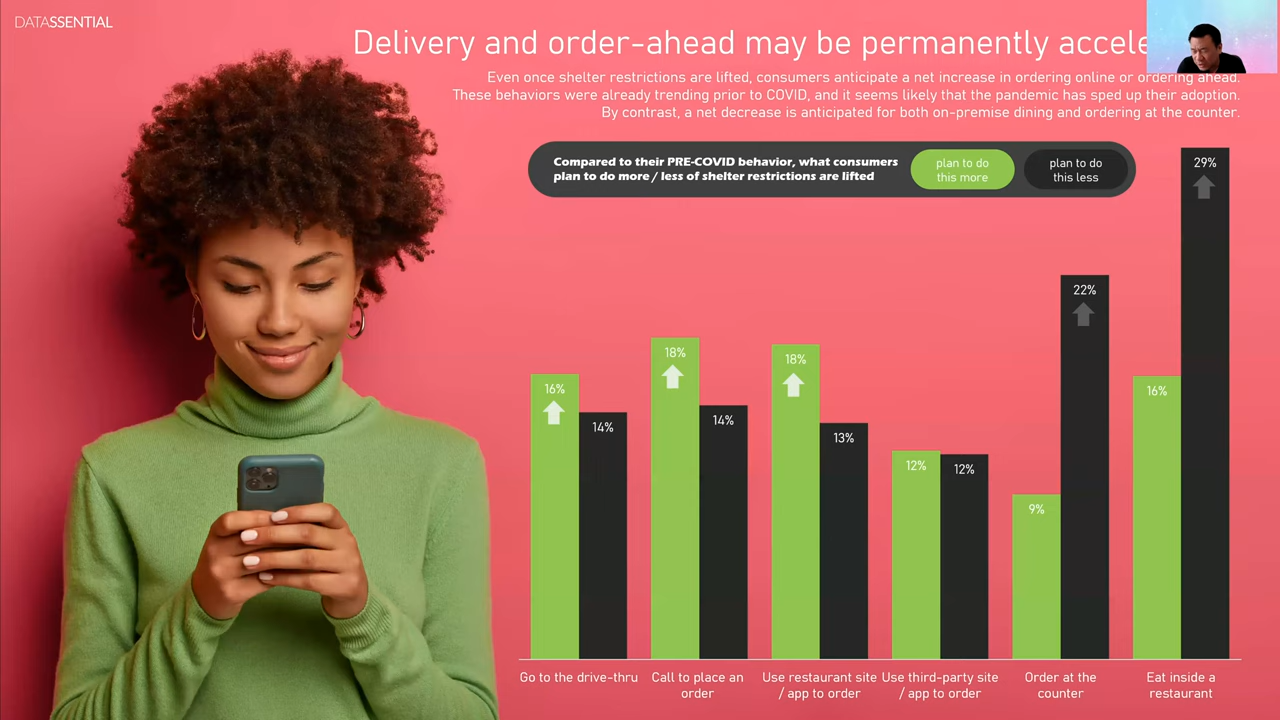 DATASSENTIAL
Delivery and order-ahead may be permanently
Even once shelter restrictions are lifted, consumers anticipate a net increase in ordering online or ordering ahead.
These behaviors were already trending prior to COVID, and it seems likely that the pandemic has sped up their adoption.
By contrast, a net decrease is anticipated for both on-premise dining and ordering at the counter.
Compared to their PRE-COVID behavior, what consumers
plan to do more / less of shelter restrictions are lifted
plan to do
this more
plan to do
this less
16%
14%
18%
14%
18%
13%
12%
12%
9%
22%
16%
29%
Go to the drive-thru
Call to place an
order
Use restaurant site
/ app to order
Use third-party site
/ app to order
Order at the
counter
Eat inside a
restaurant